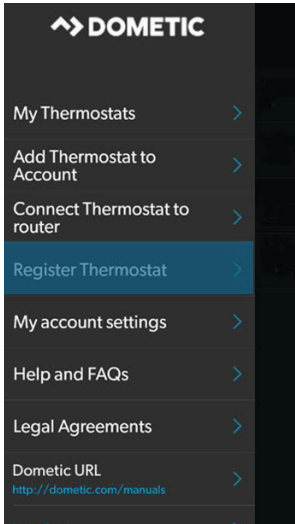 DOMETIC
My Thermostats
Add Thermostat to
Account
Connect Thermostat to
router
Register Thermostat
My account settings
Help and FAQs
Legal Agreements
Dometic URL
http://dometic.com/manuals